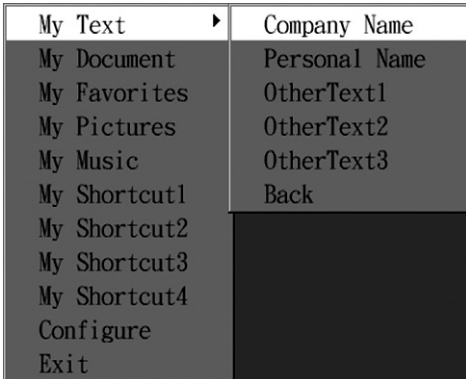 My Text
My Document
My Favorites
My Pictures
My Music
My Shortcut1
My Shortcut2
My Shortcut3
My Shortcut4
Configure
Exit
Company Name
Personal Name
OtherText1
OtherText2
OtherText3
Back